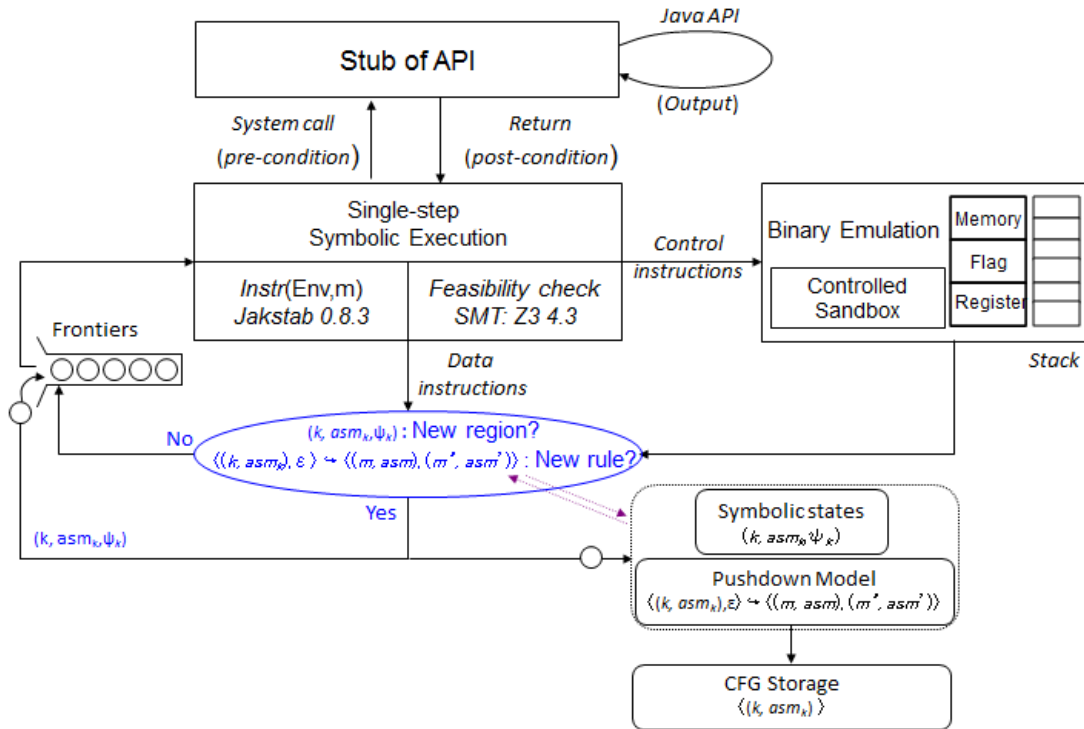 Java API
Stub of API
(Output)
System call
(pre-condition)
Return
(post-condition)
Single-step
Symbolic Execution
Instr(Env,m)
Jakstab 0.8.3
Feasibility check
SMT: Z3 4.3
Control
instructions
Binary Emulation
Controlled
Sandbox
Memory
Flag
Register
Stack
Frontiers
Data
instructions
No
(k, asmₖ,ψₖ) : New region?
⟨(k, asmₖ), ε⟩ ↪ ⟨(m, asm), (m', asm')⟩ : New rule?
Yes
(k, asmₖ,ψₖ)
Symbolic states
(k, asmₖ, ψₖ)
Pushdown Model
⟨(k, asmₖ),ε⟩ ↪ ⟨(m, asm), (m', asm')⟩
CFG Storage
⟨(k, asmₖ) ⟩